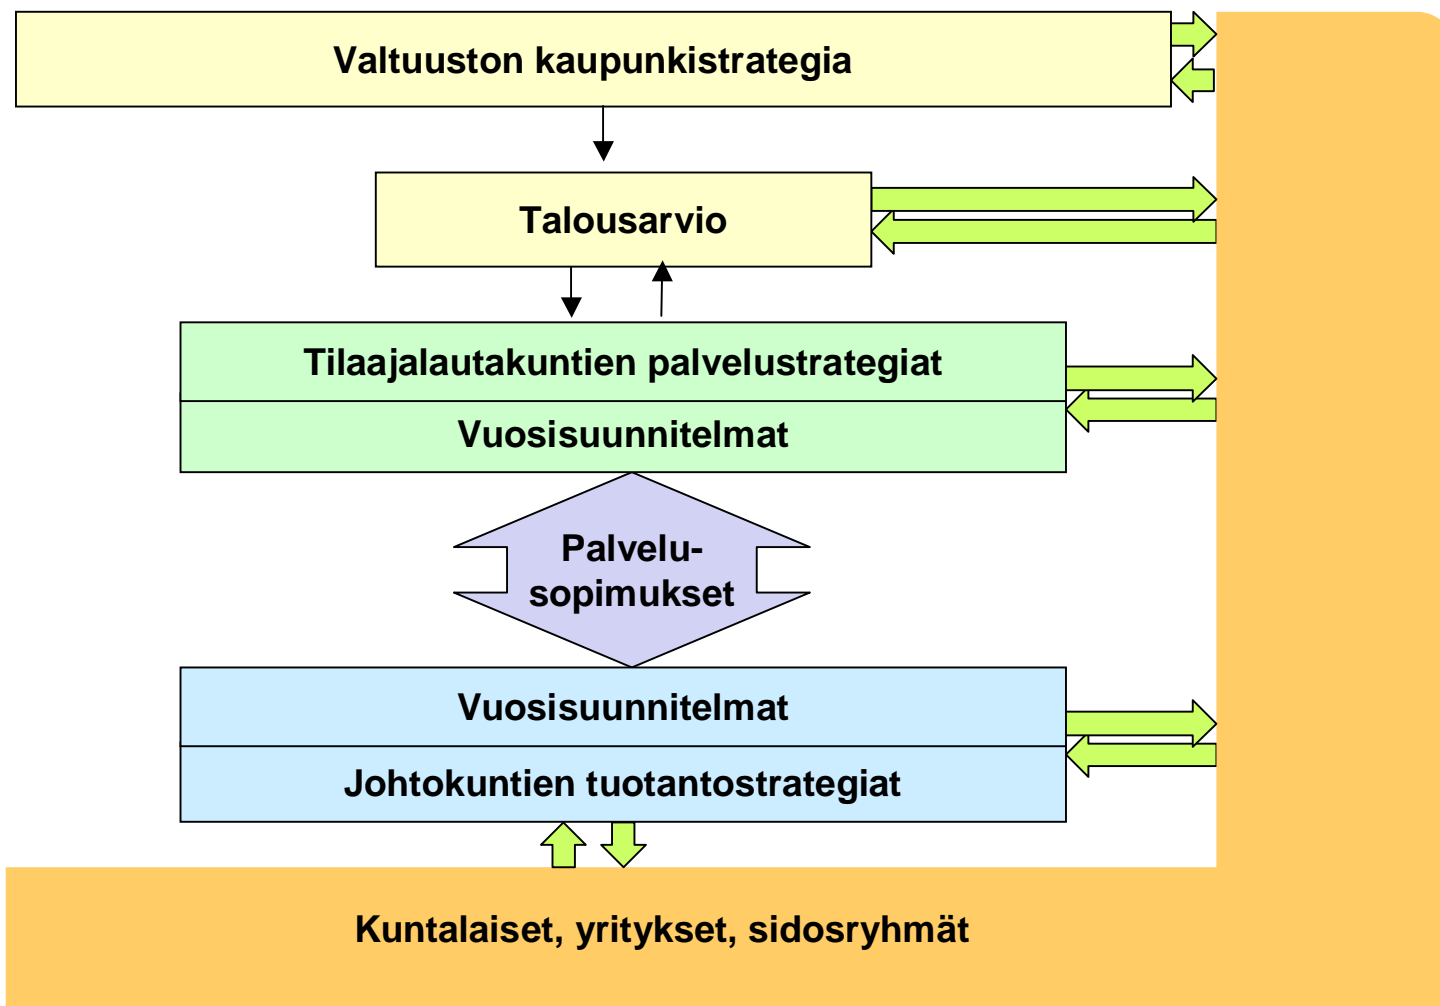 Valtuuston kaupunkistrategia
Talousarvio
Tilaajalautakuntien palvelustrategiat
Vuosisuunnitelmat
Palvelu-
sopimukset
Vuosisuunnitelmat
Johtokuntien tuotantostrategiat
Kuntalaiset, yritykset, sidosryhmät